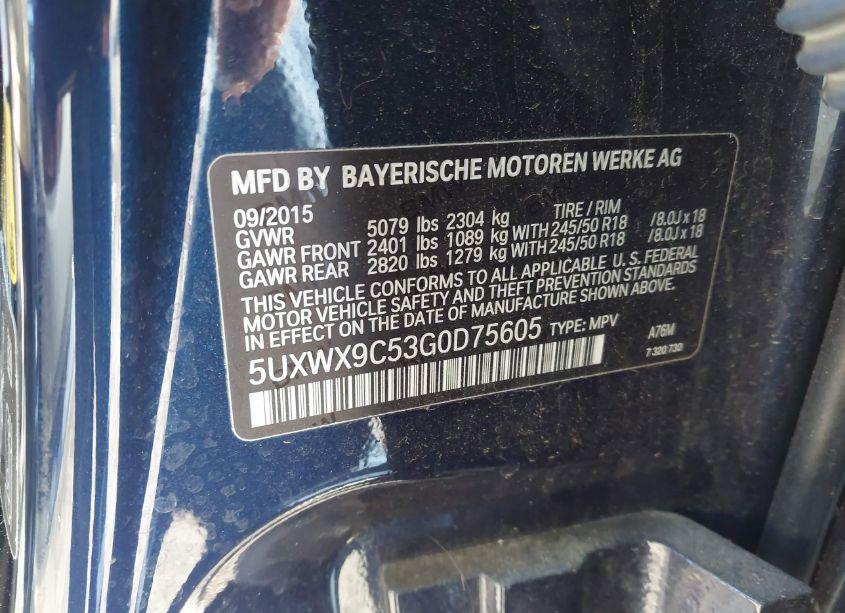 MFD BY BAYERISCHE MOTOREN WERKE AG
09/2015 TIRE / RIM
GVWR 5079 lbs 2304 kg
GAWR FRONT 2401 lbs 1089 kg WITH 245/50 R18 /8.0J x 18
GAWR REAR 2820 lbs 1279 kg WITH 245/50 R18 /8.0J x 18
THIS VEHICLE CONFORMS TO ALL APPLICABLE U. S. FEDERAL
MOTOR VEHICLE SAFETY AND THEFT PREVENTION STANDARDS
IN EFFECT ON THE DATE OF MANUFACTURE SHOWN ABOVE.
5UXWX9C53G0D75605 TYPE: MPV A76M
7 320 730